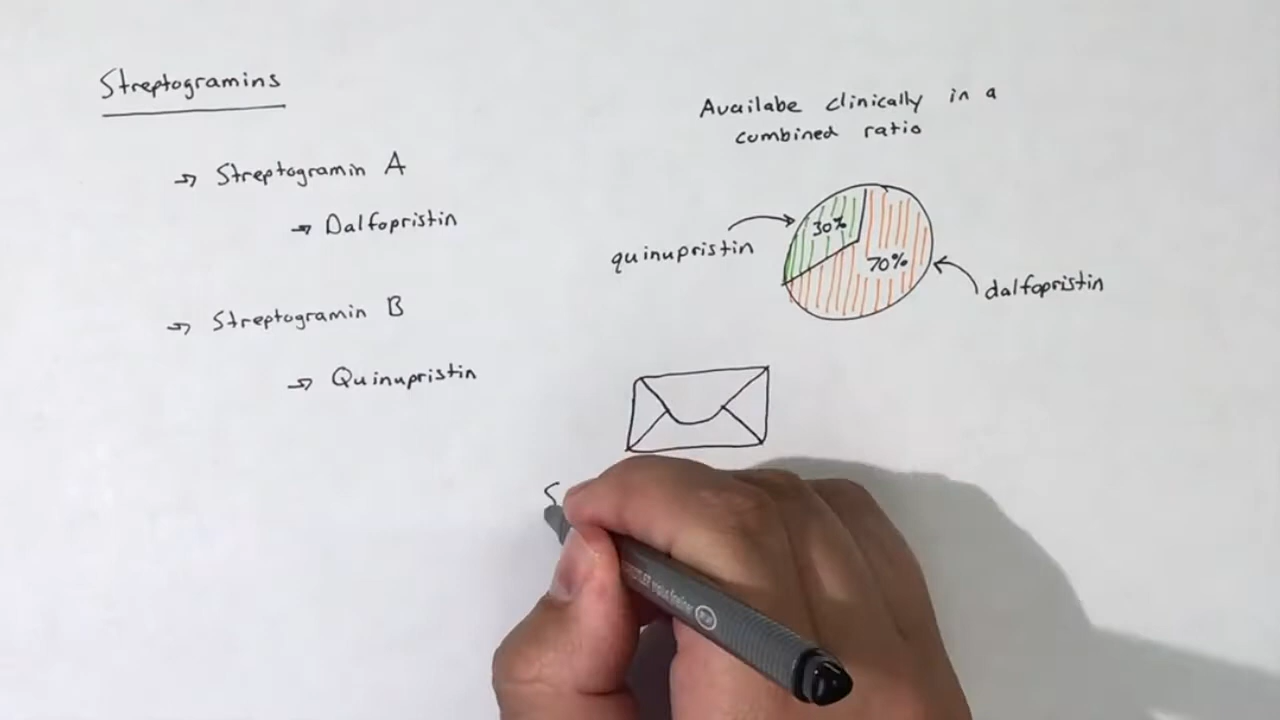 Streptogramins
→ Streptogramin A
→ Dalfopristin
→ Streptogramin B
→ Quinupristin
Availabe clinically in a
combined ratio
30%
70%
quinupristin
dalfopristin
S